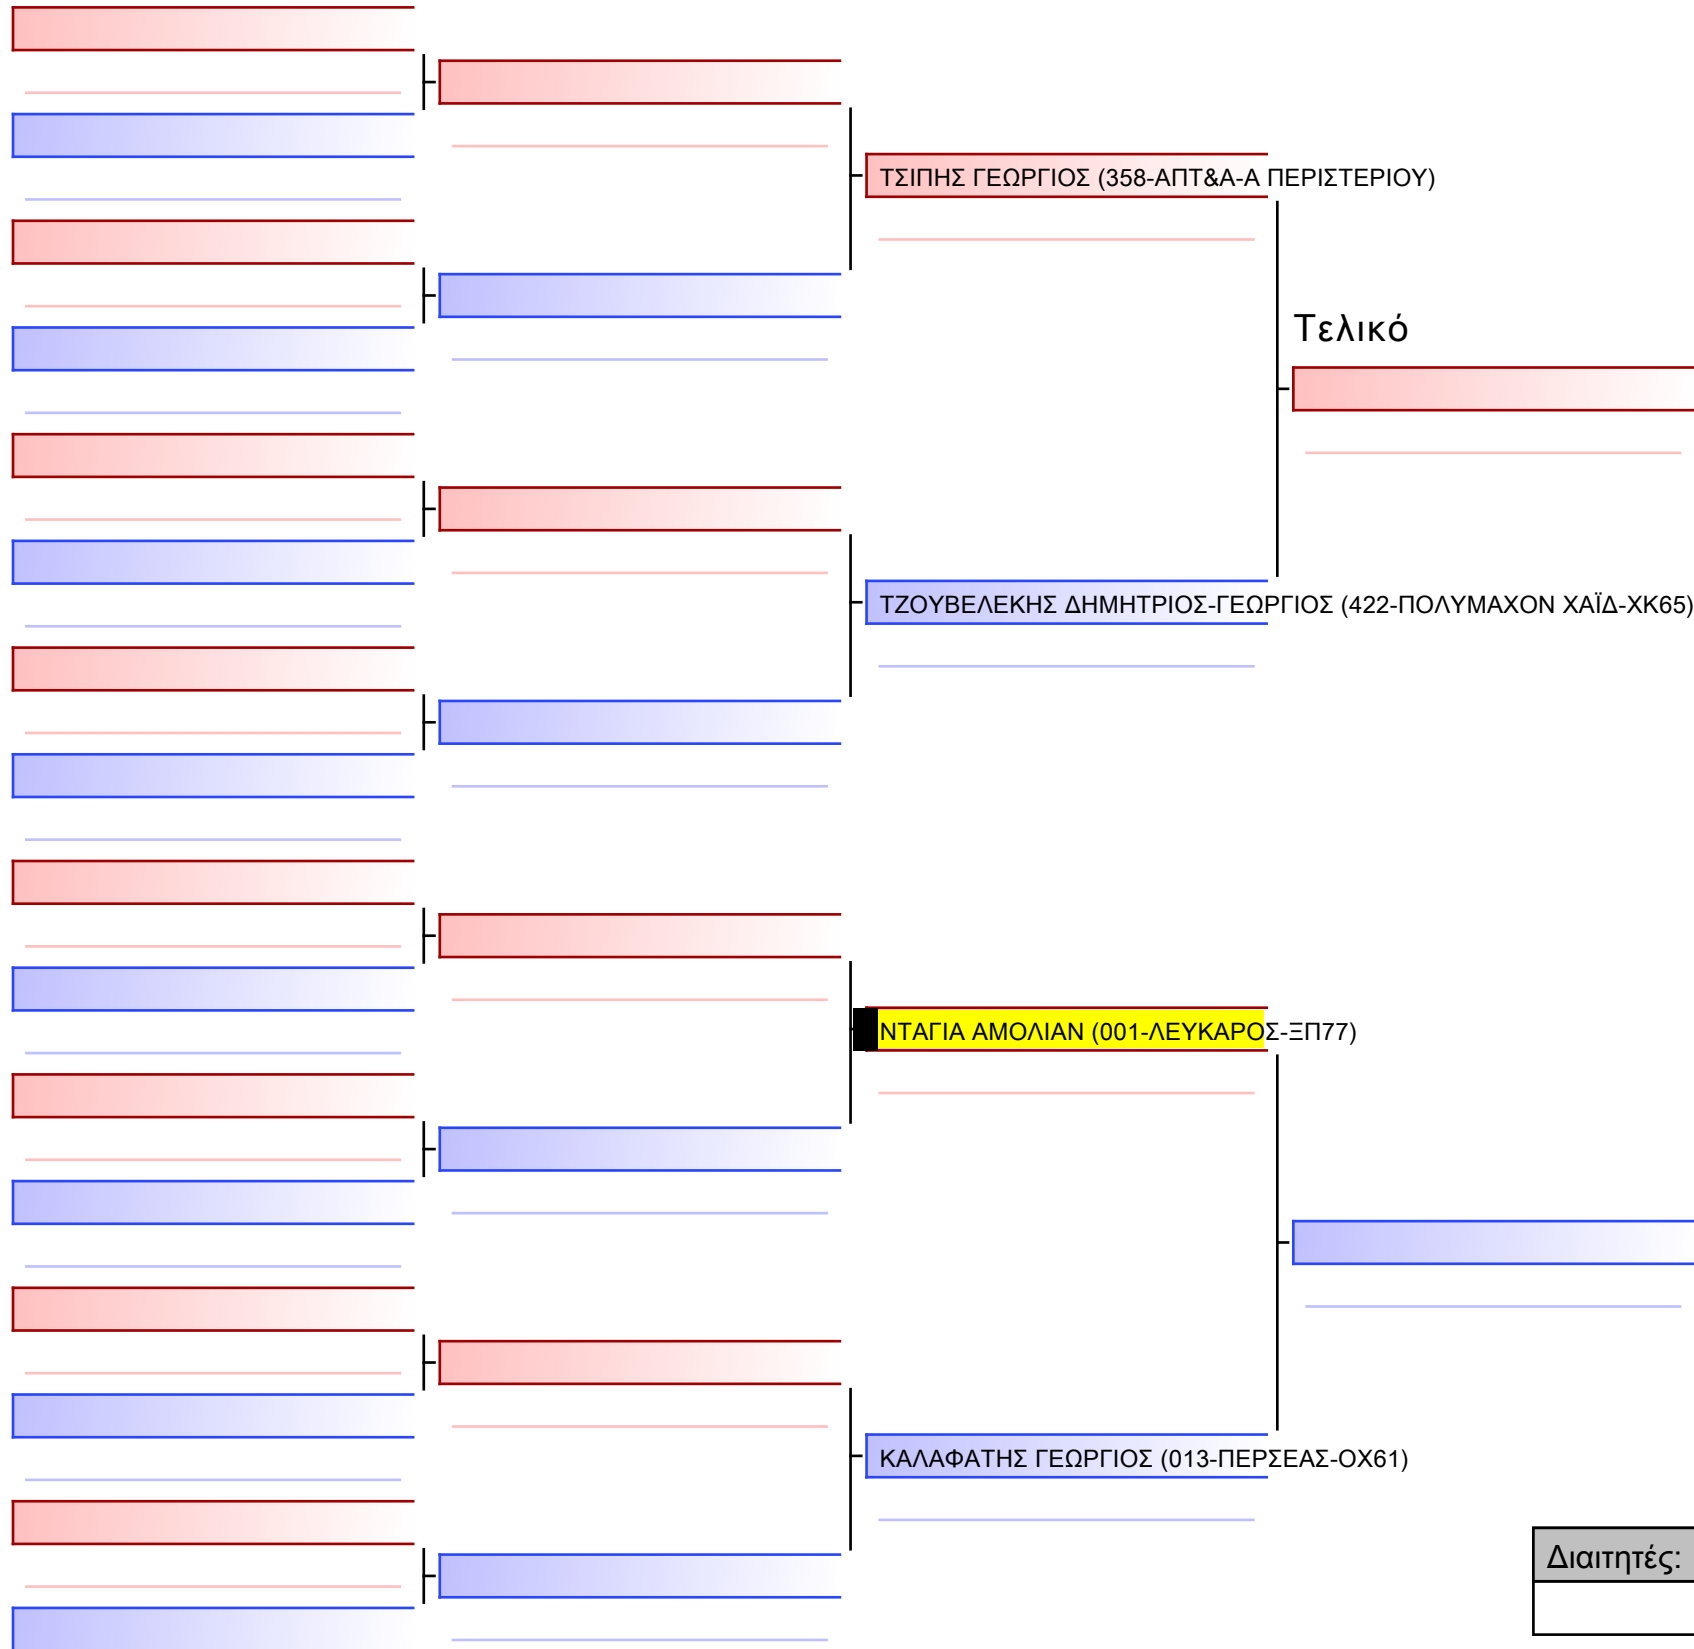 ΤΣΙΠΗΣ ΓΕΩΡΓΙΟΣ (358-ΑΠΤ&Α-Α ΠΕΡΙΣΤΕΡΙΟΥ)
Τελικό
ΤΖΟΥΒΕΛΕΚΗΣ ΔΗΜΗΤΡΙΟΣ-ΓΕΩΡΓΙΟΣ (422-ΠΟΛΥΜΑΧΟΝ ΧΑΪΔ-ΧΚ65)
ΝΤΑΓΙΑ ΑΜΟΛΙΑΝ (001-ΛΕΥΚΑΡΟΣ-ΞΠ77)
ΚΑΛΑΦΑΤΗΣ ΓΕΩΡΓΙΟΣ (013-ΠΕΡΣΕΑΣ-ΟΧ61)
Διαιτητές: